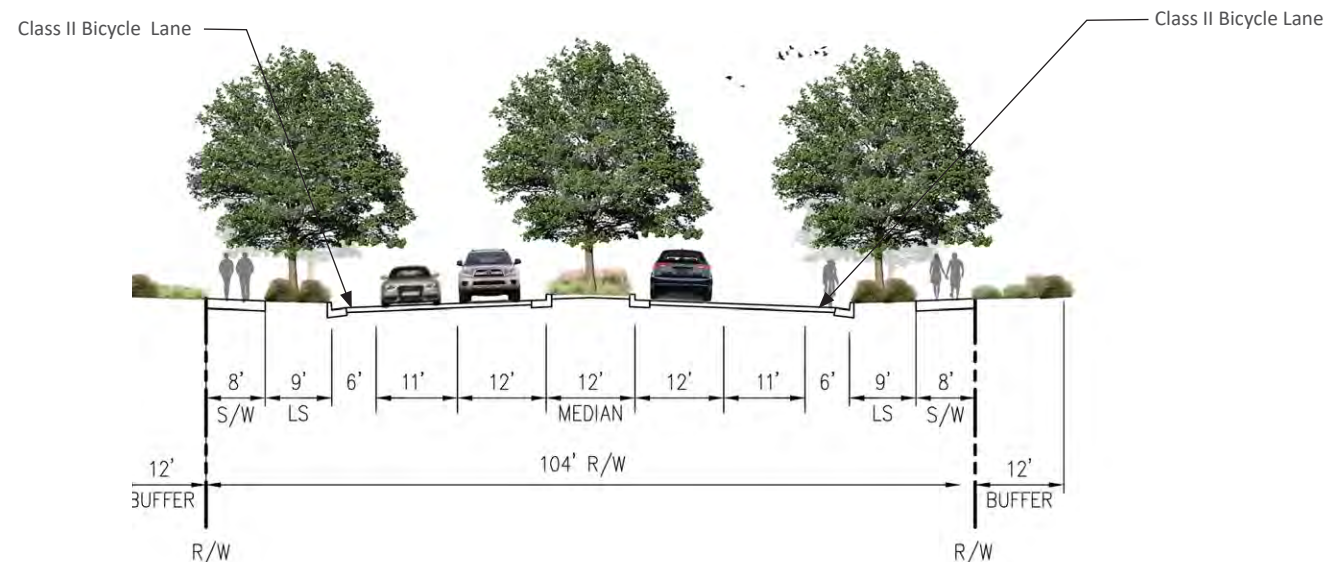 Class II Bicycle Lane
Class II Bicycle Lane
8' 9' 6' 11' 12' 12' 12' 11' 6' 9' 8'
S/W LS MEDIAN LS S/W
12' 104' R/W 12'
BUFFER BUFFER
R/W R/W